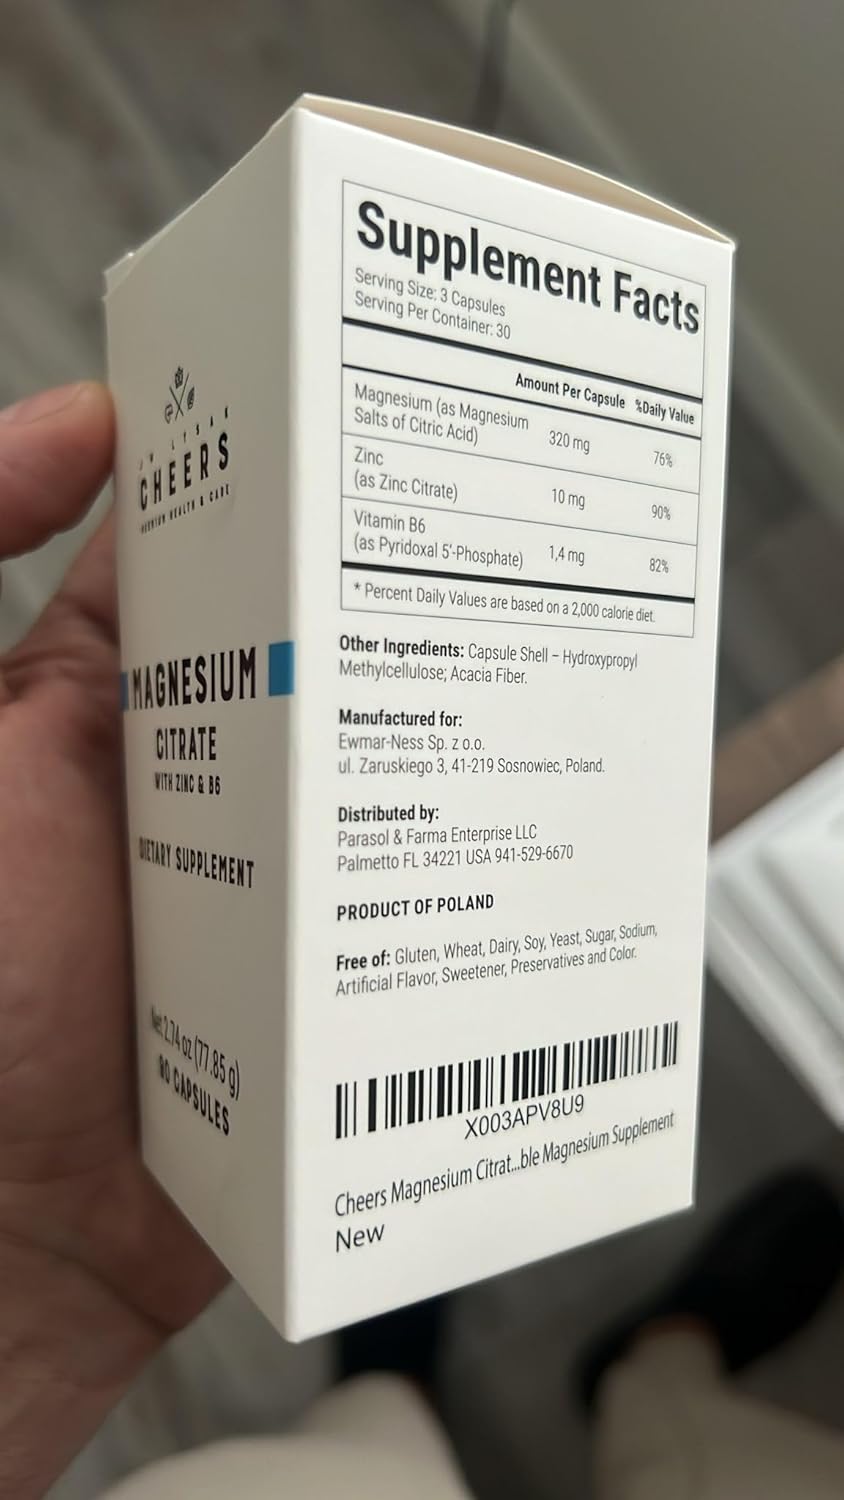 JW LYSAK
CHEERS
PREMIUM HEALTH & CARE
MAGNESIUM
CITRATE
WITH ZINC & B6
DIETARY SUPPLEMENT
Net 2.74 oz (77.85 g)
90 CAPSULES
Supplement Facts
Serving Size: 3 Capsules
Serving Per Container: 30
Amount Per Capsule %Daily Value
Magnesium (as Magnesium
Salts of Citric Acid) 320 mg 76%
Zinc
(as Zinc Citrate) 10 mg 90%
Vitamin B6
(as Pyridoxal 5'-Phosphate) 1,4 mg 82%
* Percent Daily Values are based on a 2,000 calorie diet.
Other Ingredients: Capsule Shell – Hydroxypropyl
Methylcellulose; Acacia Fiber.
Manufactured for:
Ewmar-Ness Sp. z o.o.
ul. Zaruskiego 3, 41-219 Sosnowiec, Poland.
Distributed by:
Parasol & Farma Enterprise LLC
Palmetto FL 34221 USA 941-529-6670
PRODUCT OF POLAND
Free of: Gluten, Wheat, Dairy, Soy, Yeast, Sugar, Sodium,
Artificial Flavor, Sweetener, Preservatives and Color.
X003APV8U9
Cheers Magnesium Citrat...ble Magnesium Supplement
New